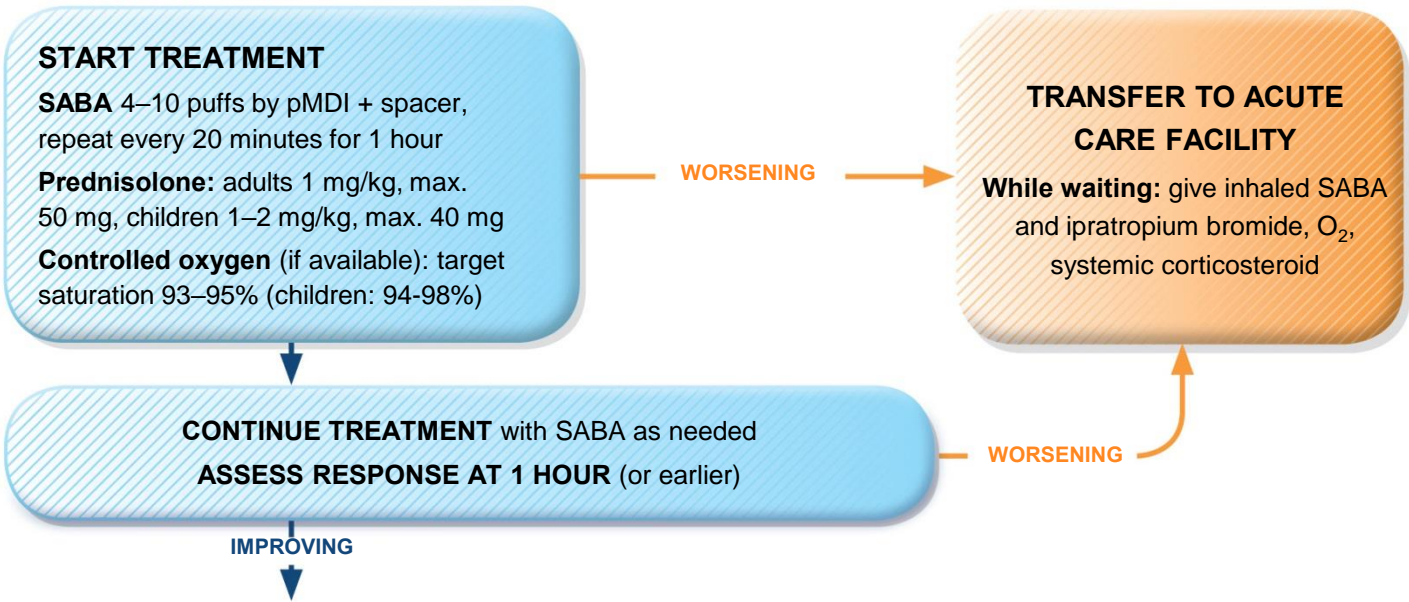 START TREATMENT
SABA 4–10 puffs by pMDI + spacer,
repeat every 20 minutes for 1 hour
Prednisolone: adults 1 mg/kg, max.
50 mg, children 1–2 mg/kg, max. 40 mg
Controlled oxygen (if available): target
saturation 93–95% (children: 94-98%)
WORSENING
TRANSFER TO ACUTE
CARE FACILITY
While waiting: give inhaled SABA
and ipratropium bromide, O₂,
systemic corticosteroid
CONTINUE TREATMENT with SABA as needed
ASSESS RESPONSE AT 1 HOUR (or earlier)
WORSENING
IMPROVING